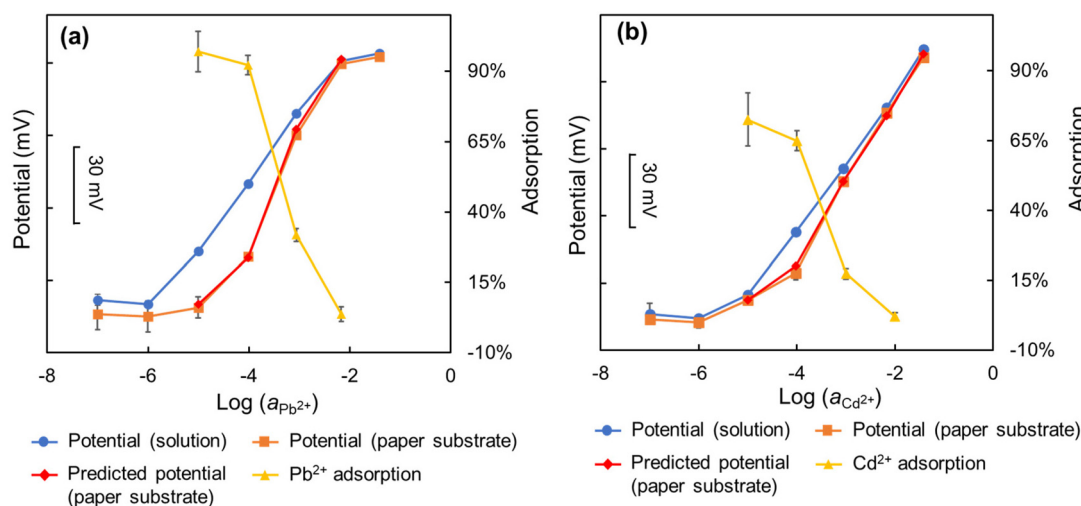 (a)
Potential (mV)
30 mV
90%
65%
40%
15%
-10%
Adsorption
-8 -6 -4 -2 0
Log (aPb²⁺)
Potential (solution) Potential (paper substrate)
Predicted potential Pb²⁺ adsorption
(paper substrate)
(b)
Potential (mV)
30 mV
90%
65%
40%
15%
-10%
Adsorption
-8 -6 -4 -2 0
Log (aCd²⁺)
Potential (solution) Potential (paper substrate)
Predicted potential Cd²⁺ adsorption
(paper substrate)